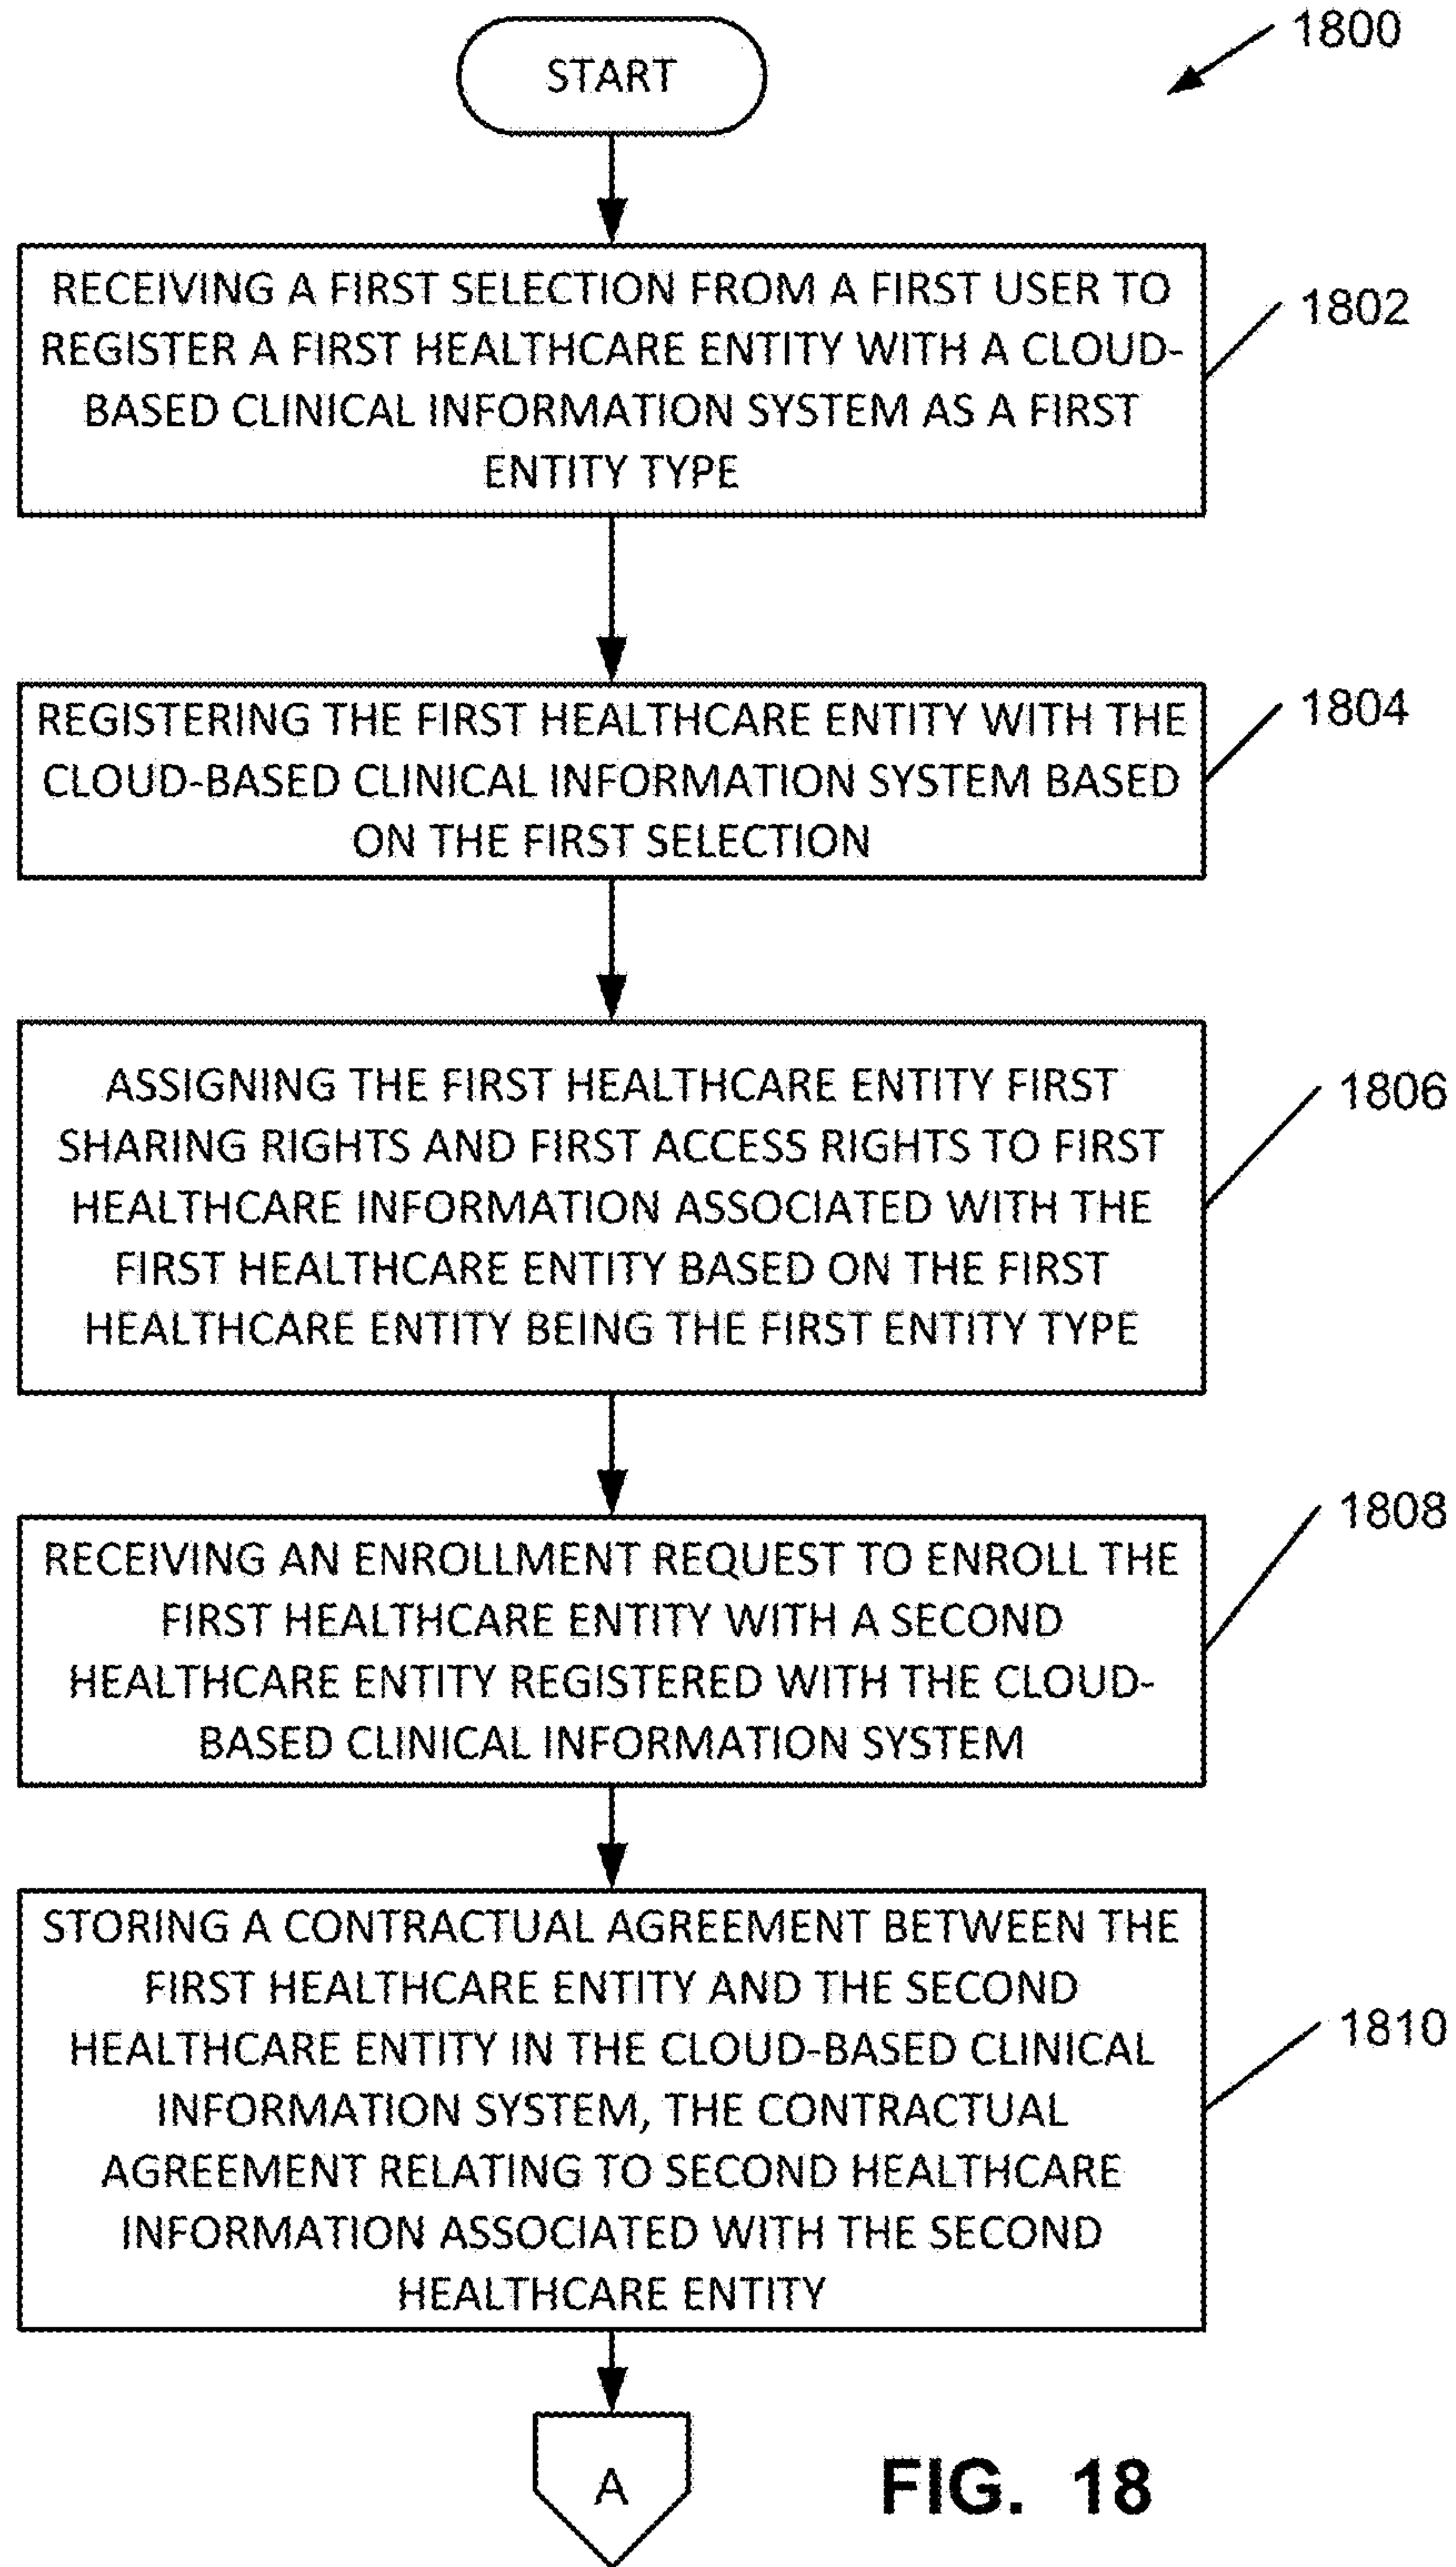 1800
START
RECEIVING A FIRST SELECTION FROM A FIRST USER TO
REGISTER A FIRST HEALTHCARE ENTITY WITH A CLOUD-
BASED CLINICAL INFORMATION SYSTEM AS A FIRST
ENTITY TYPE
1802
REGISTERING THE FIRST HEALTHCARE ENTITY WITH THE
CLOUD-BASED CLINICAL INFORMATION SYSTEM BASED
ON THE FIRST SELECTION
1804
ASSIGNING THE FIRST HEALTHCARE ENTITY FIRST
SHARING RIGHTS AND FIRST ACCESS RIGHTS TO FIRST
HEALTHCARE INFORMATION ASSOCIATED WITH THE
FIRST HEALTHCARE ENTITY BASED ON THE FIRST
HEALTHCARE ENTITY BEING THE FIRST ENTITY TYPE
1806
RECEIVING AN ENROLLMENT REQUEST TO ENROLL THE
FIRST HEALTHCARE ENTITY WITH A SECOND
HEALTHCARE ENTITY REGISTERED WITH THE CLOUD-
BASED CLINICAL INFORMATION SYSTEM
1808
STORING A CONTRACTUAL AGREEMENT BETWEEN THE
FIRST HEALTHCARE ENTITY AND THE SECOND
HEALTHCARE ENTITY IN THE CLOUD-BASED CLINICAL
INFORMATION SYSTEM, THE CONTRACTUAL
AGREEMENT RELATING TO SECOND HEALTHCARE
INFORMATION ASSOCIATED WITH THE SECOND
HEALTHCARE ENTITY
1810
A
FIG. 18